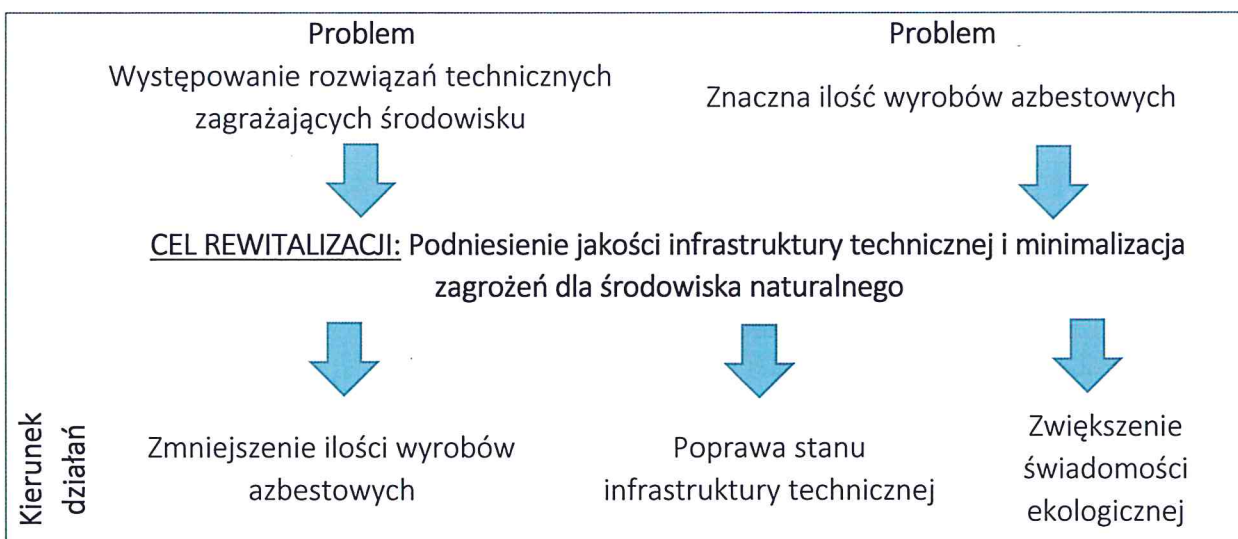 Problem
Występowanie rozwiązań technicznych
zagrażających środowisku
Problem
Znaczna ilość wyrobów azbestowych
CEL REWITALIZACJI: Podniesienie jakości infrastruktury technicznej i minimalizacja
zagrożeń dla środowiska naturalnego
Kierunek
działań
Zmniejszenie ilości wyrobów
azbestowych
Poprawa stanu
infrastruktury technicznej
Zwiększenie
świadomości
ekologicznej